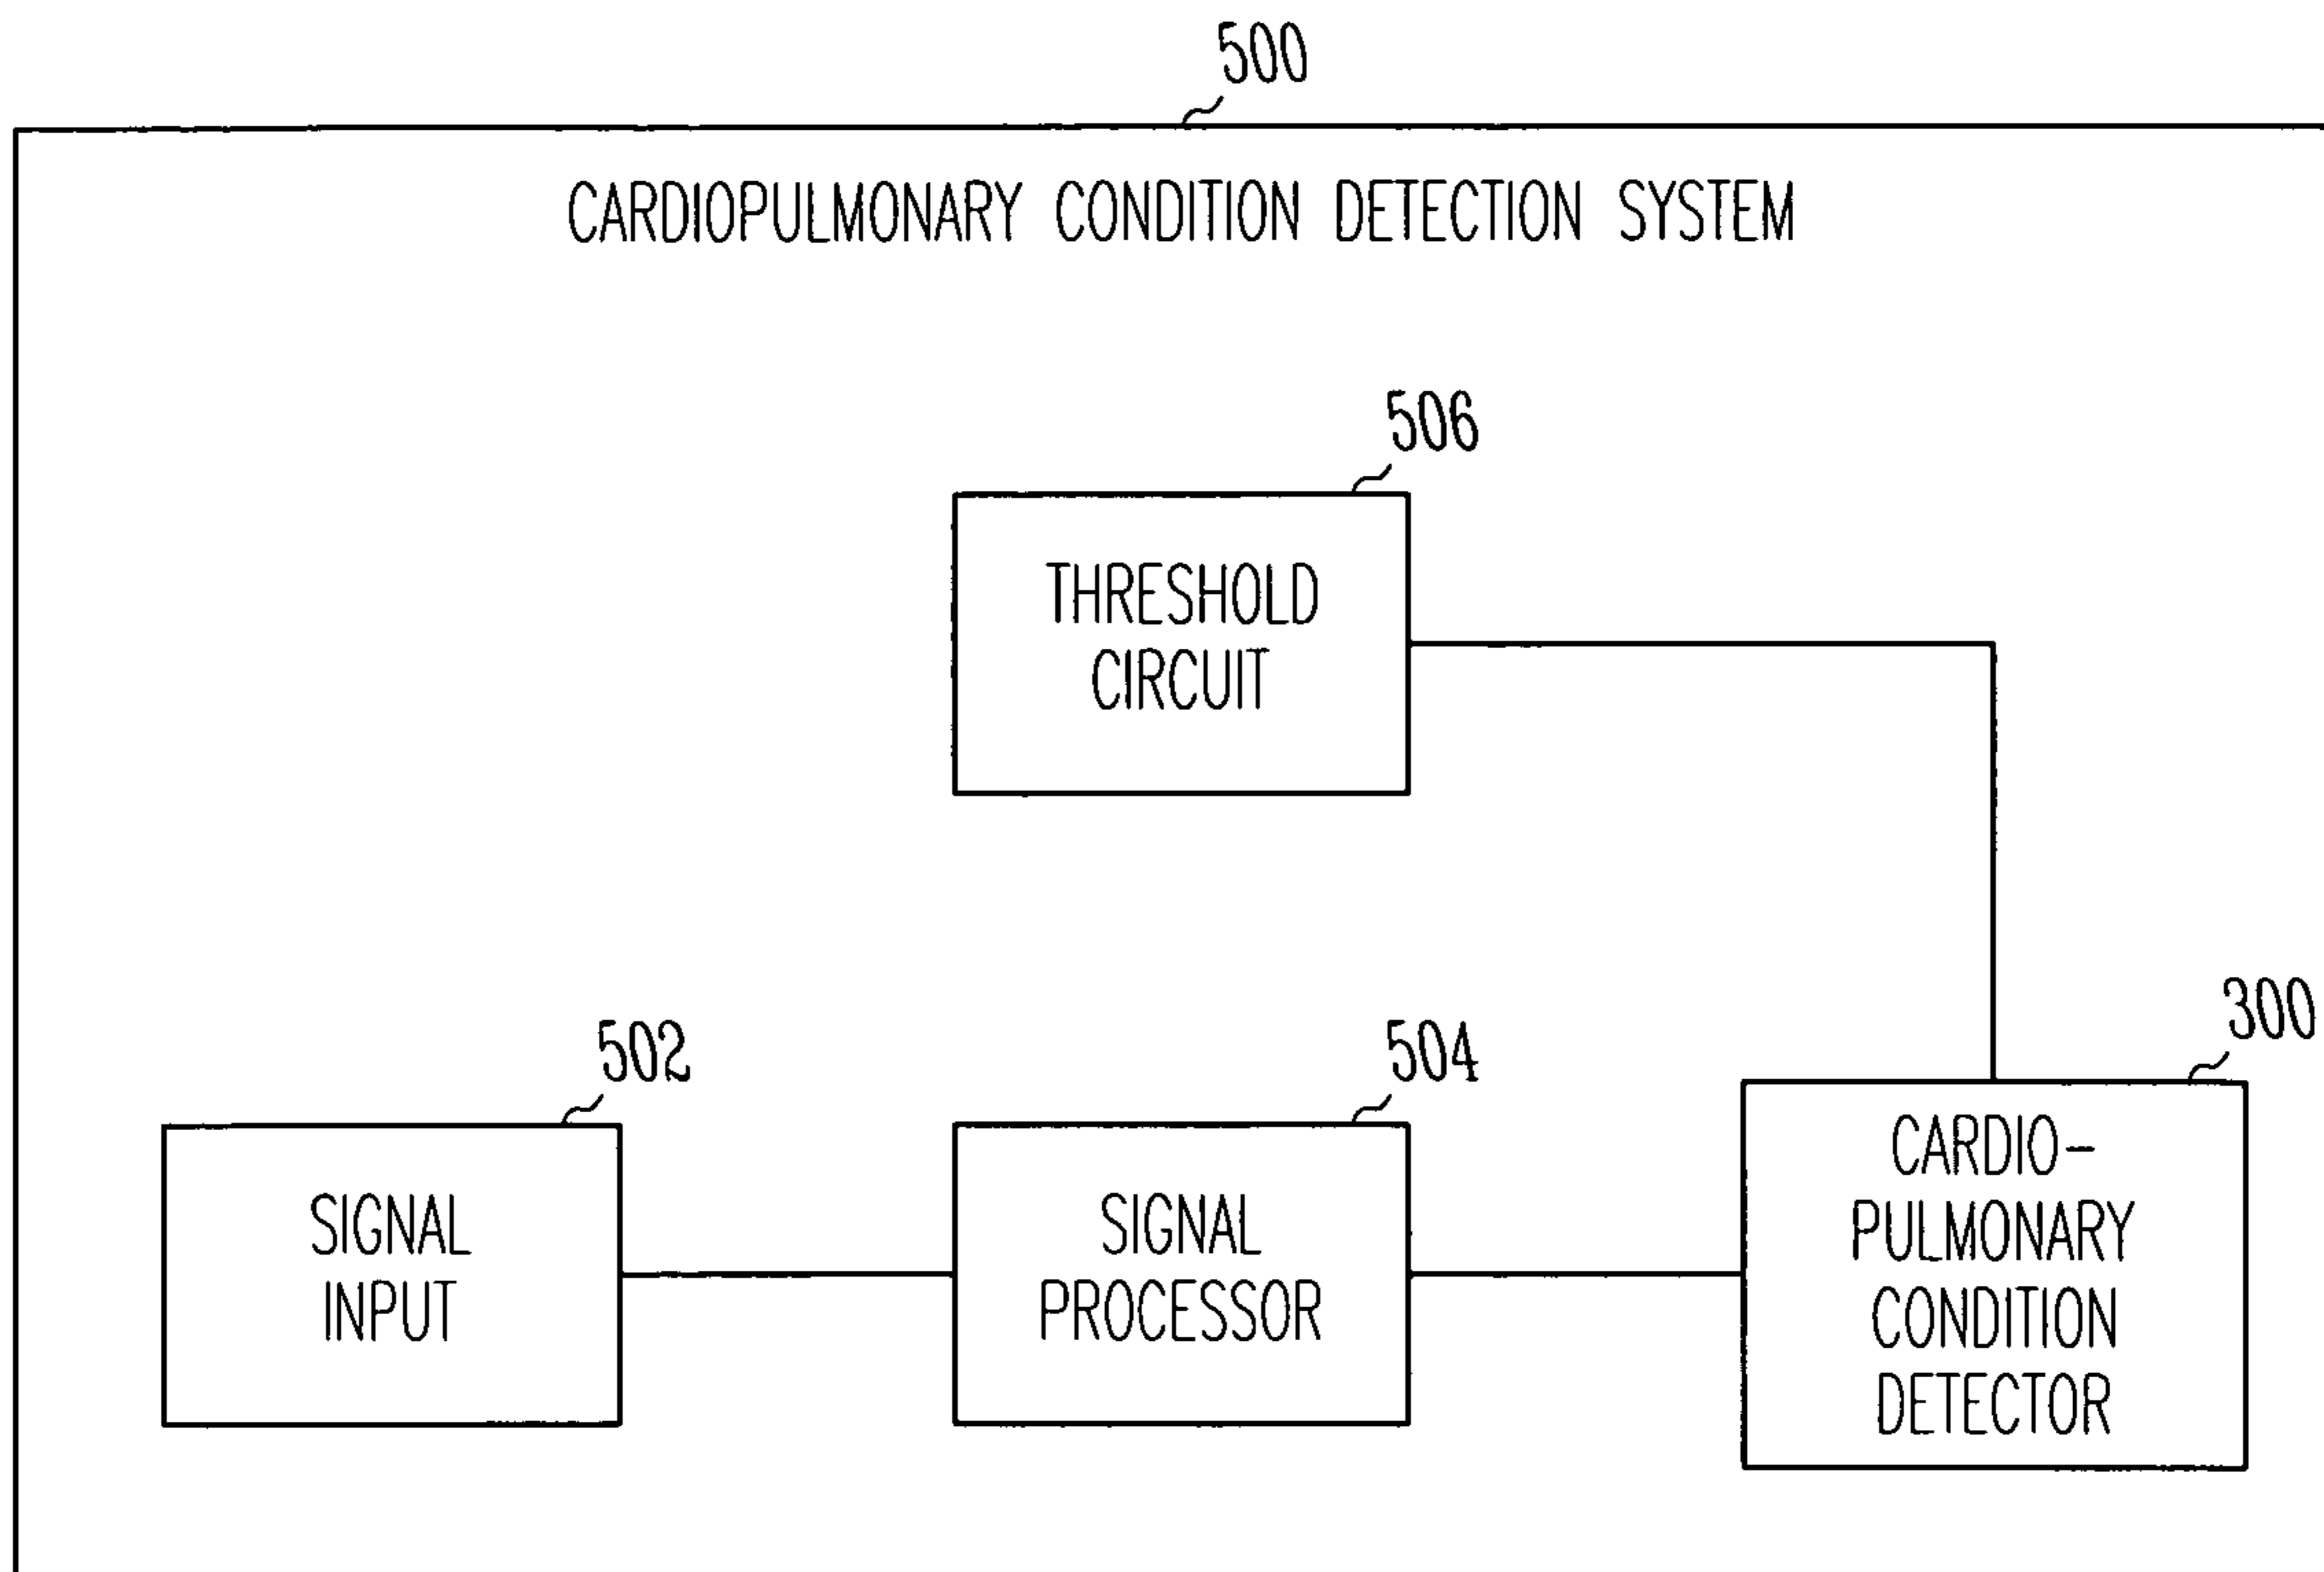 500
CARDIOPULMONARY CONDITION DETECTION SYSTEM
506
THRESHOLD
CIRCUIT
502
SIGNAL
INPUT
504
SIGNAL
PROCESSOR
300
CARDIO-
PULMONARY
CONDITION
DETECTOR